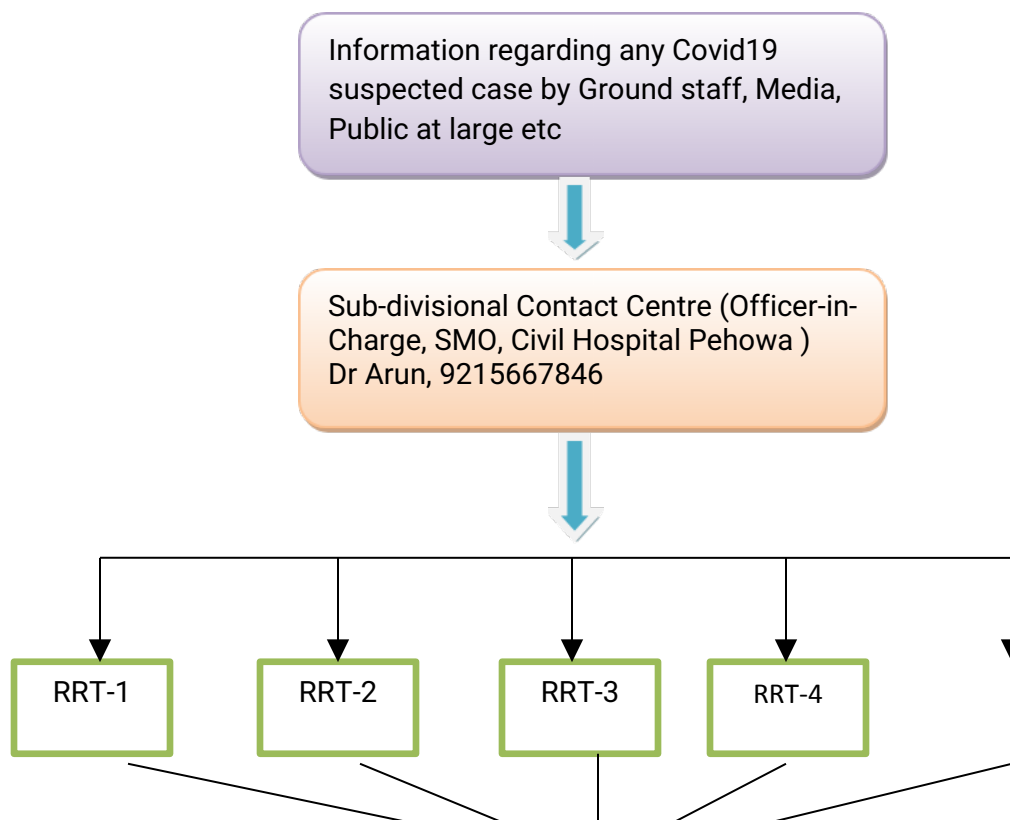 Information regarding any Covid19
suspected case by Ground staff, Media,
Public at large etc
Sub-divisional Contact Centre (Officer-in-
Charge, SMO, Civil Hospital Pehowa )
Dr Arun, 9215667846
RRT-1
RRT-2
RRT-3
RRT-4